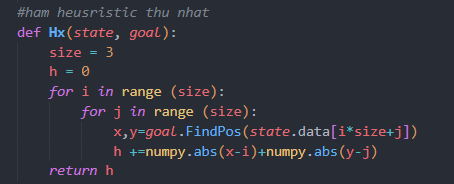 #ham heusristic thu nhat
def Hx(state, goal):
    size = 3
    h = 0
    for i in range (size):
        for j in range (size):
            x,y=goal.FindPos(state.data[i*size+j])
            h +=numpy.abs(x-i)+numpy.abs(y-j)
    return h